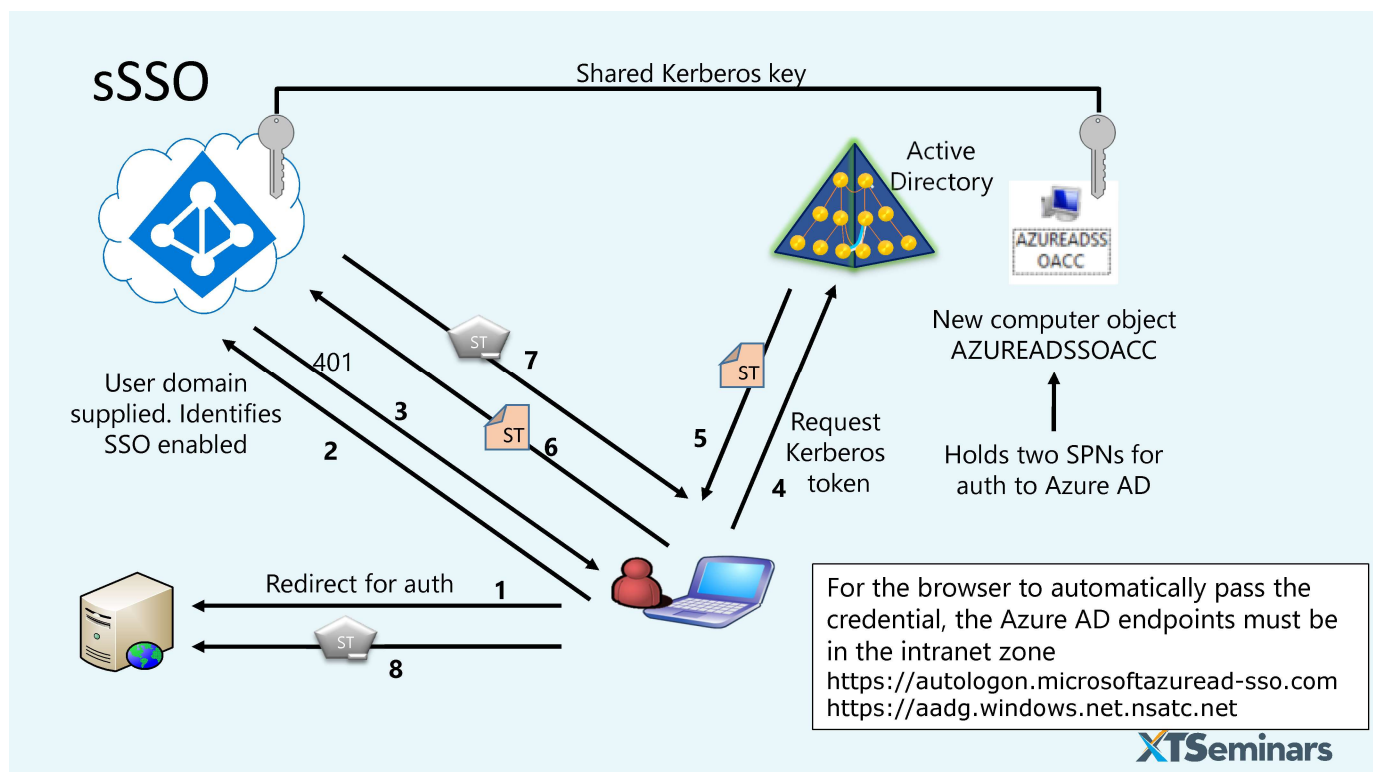 sSSO
Shared Kerberos key
Active
Directory
AZUREADSS
OACC
New computer object
AZUREADSSOACC
Holds two SPNs for
auth to Azure AD
ST
7
401
User domain
supplied. Identifies
SSO enabled
3
2
ST
6
ST
5
Request
Kerberos
token
4
Redirect for auth
1
ST
8
For the browser to automatically pass the
credential, the Azure AD endpoints must be
in the intranet zone
https://autologon.microsoftazuread-sso.com
https://aadg.windows.net.nsatc.net
XTSeminars